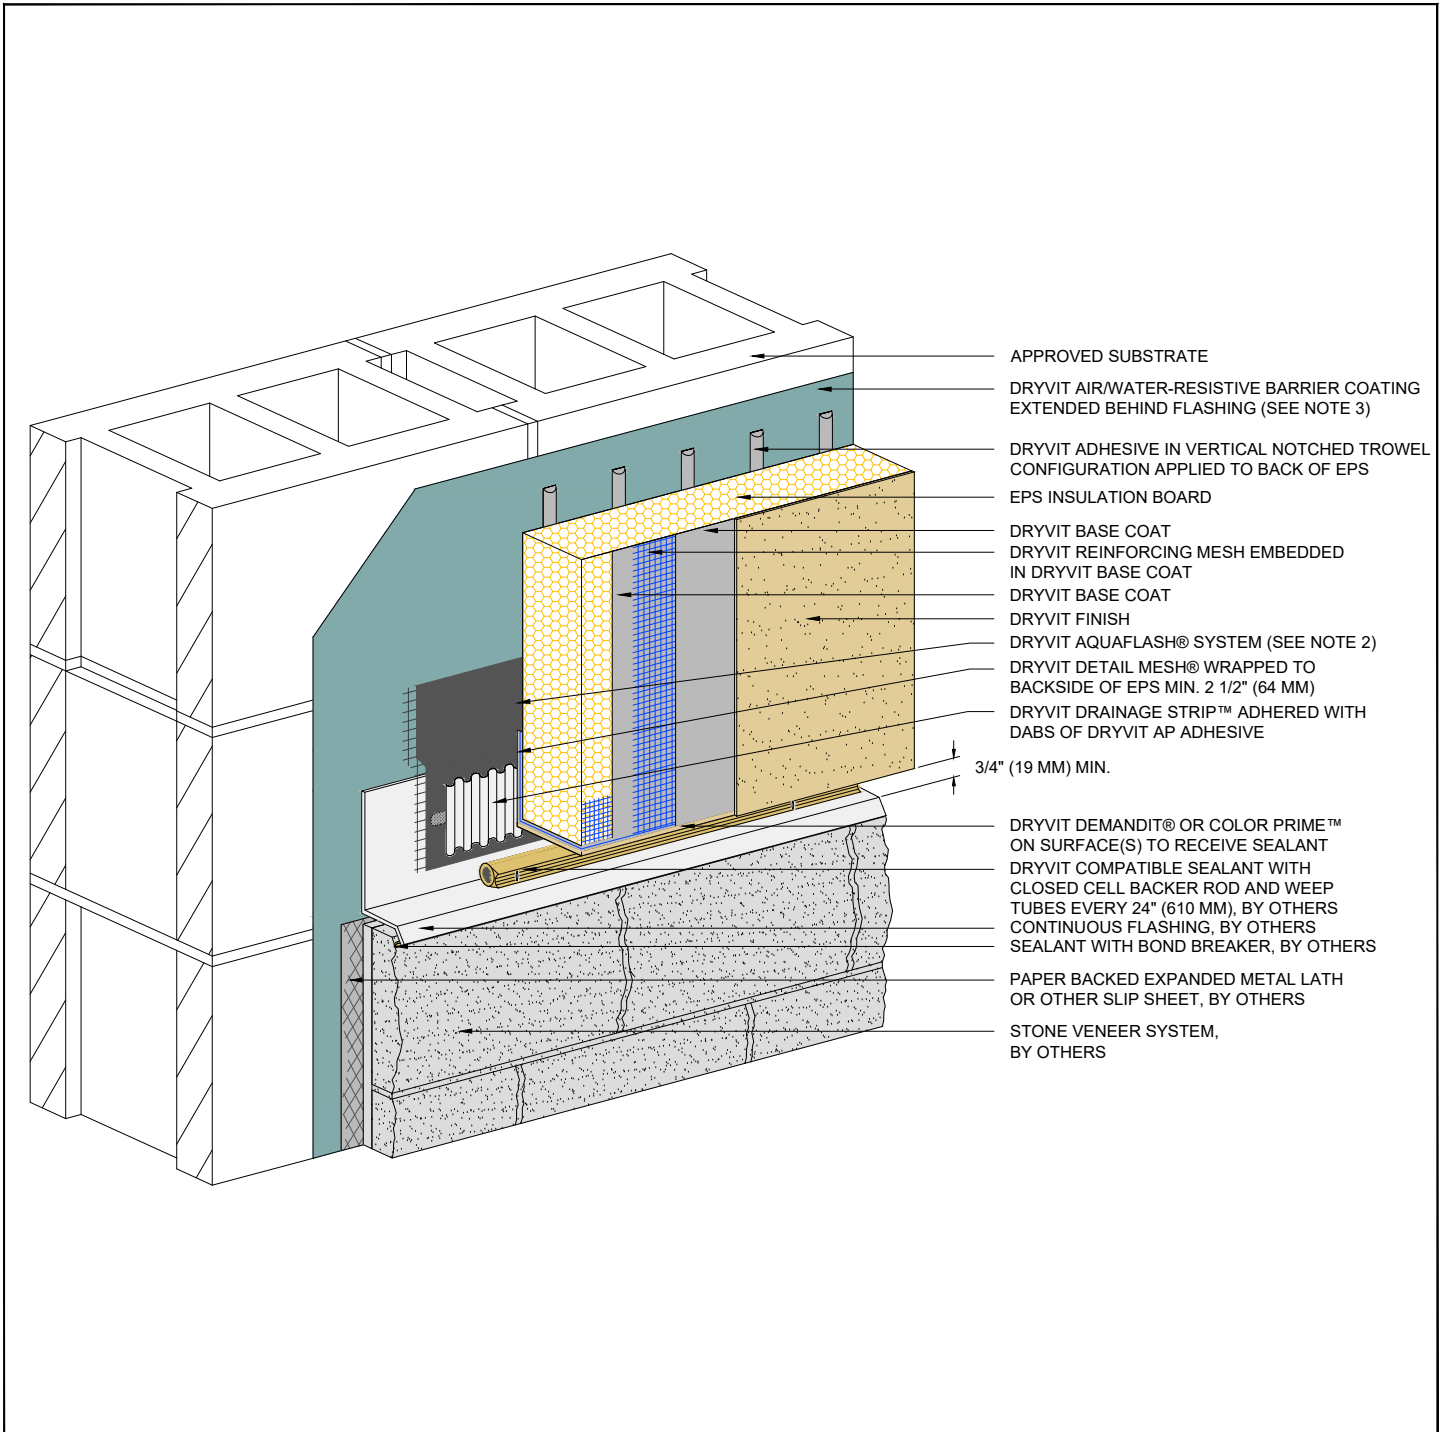 APPROVED SUBSTRATE
DRYVIT AIR/WATER-RESISTIVE BARRIER COATING
EXTENDED BEHIND FLASHING (SEE NOTE 3)
DRYVIT ADHESIVE IN VERTICAL NOTCHED TROWEL
CONFIGURATION APPLIED TO BACK OF EPS
EPS INSULATION BOARD
DRYVIT BASE COAT
DRYVIT REINFORCING MESH EMBEDDED
IN DRYVIT BASE COAT
DRYVIT BASE COAT
DRYVIT FINISH
DRYVIT AQUAFLASH® SYSTEM (SEE NOTE 2)
DRYVIT DETAIL MESH® WRAPPED TO
BACKSIDE OF EPS MIN. 2 1/2" (64 MM)
DRYVIT DRAINAGE STRIP™ ADHERED WITH
DABS OF DRYVIT AP ADHESIVE
3/4" (19 MM) MIN.
DRYVIT DEMANDIT® OR COLOR PRIME™
ON SURFACE(S) TO RECEIVE SEALANT
DRYVIT COMPATIBLE SEALANT WITH
CLOSED CELL BACKER ROD AND WEEP
TUBES EVERY 24" (610 MM), BY OTHERS
CONTINUOUS FLASHING, BY OTHERS
SEALANT WITH BOND BREAKER, BY OTHERS
PAPER BACKED EXPANDED METAL LATH
OR OTHER SLIP SHEET, BY OTHERS
STONE VENEER SYSTEM,
BY OTHERS